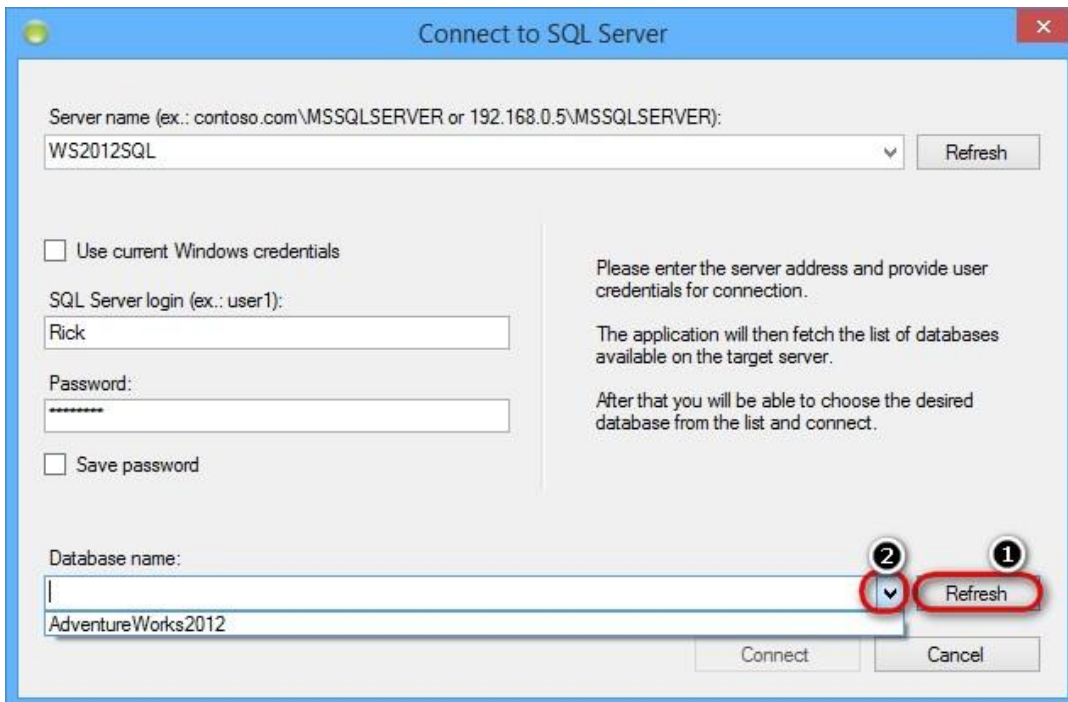 Connect to SQL Server
Server name (ex.: contoso.com\MSSQLSERVER or 192.168.0.5\MSSQLSERVER):
WS2012SQL
Refresh
Use current Windows credentials
SQL Server login (ex.: user1):
Rick
Password:
********
Save password
Please enter the server address and provide user
credentials for connection.
The application will then fetch the list of databases
available on the target server.
After that you will be able to choose the desired
database from the list and connect.
Database name:
2
1
Refresh
AdventureWorks2012
Connect
Cancel